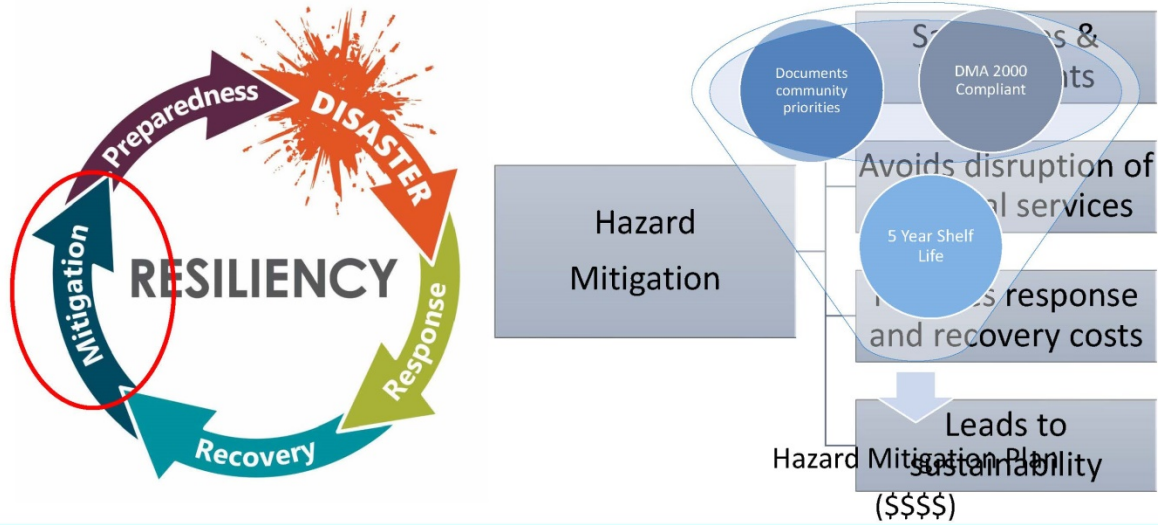 Preparedness
DISASTER
Response
Recovery
Mitigation
RESILIENCY
Hazard
Mitigation
&
Documents
community
priorities
DMA 2000
Compliant
Avoids disruption of
services
5 Year Shelf
Life
response
and recovery costs
Leads to
sustainability
Hazard Mitigation Plan
($$$$)